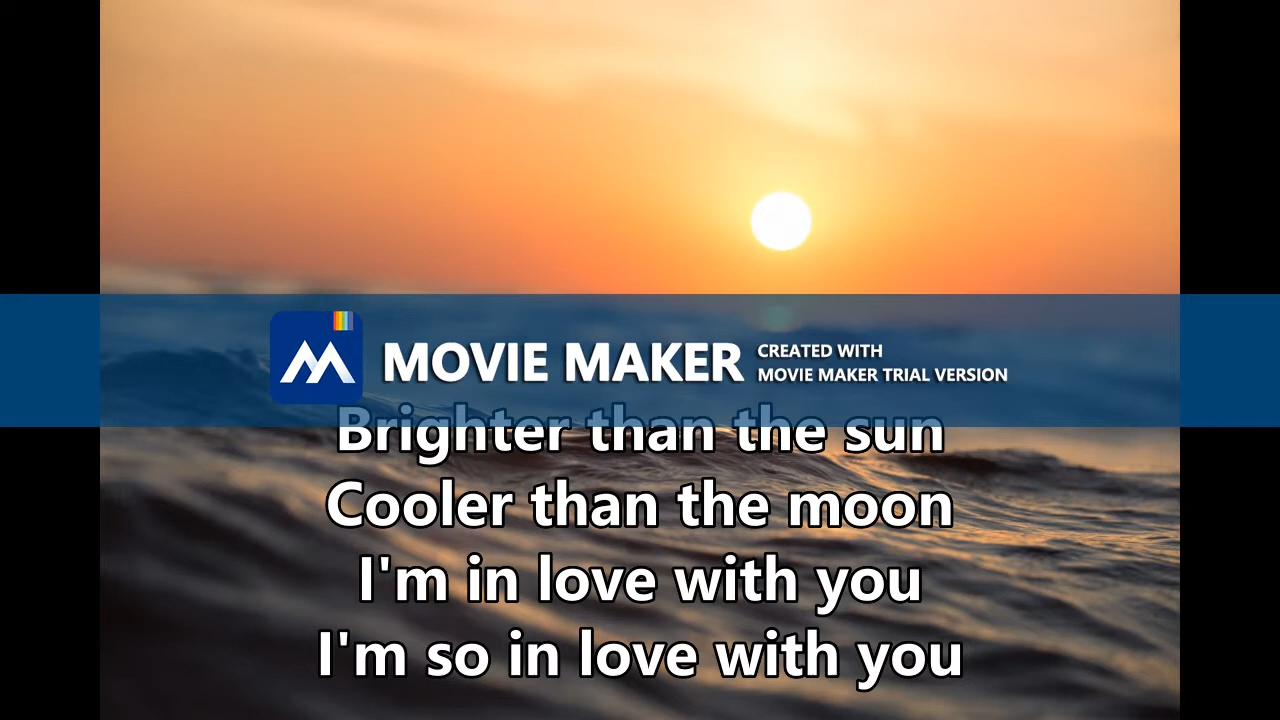 MOVIE MAKER
CREATED WITH
MOVIE MAKER TRIAL VERSION
Brighter than the sun
Cooler than the moon
I'm in love with you
I'm so in love with you